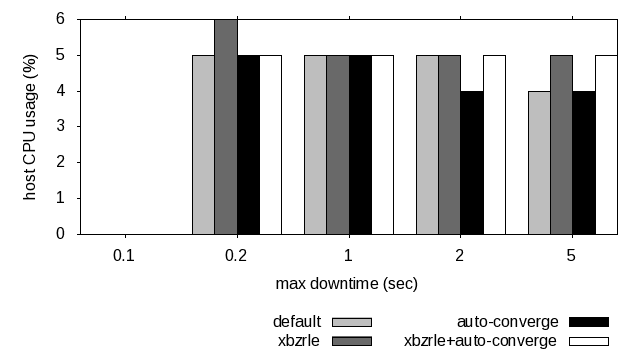 host CPU usage (%)
6
5
4
3
2
1
0
0.1 0.2 1 2 5
max downtime (sec)
default auto-converge
xbzrle xbzrle+auto-converge